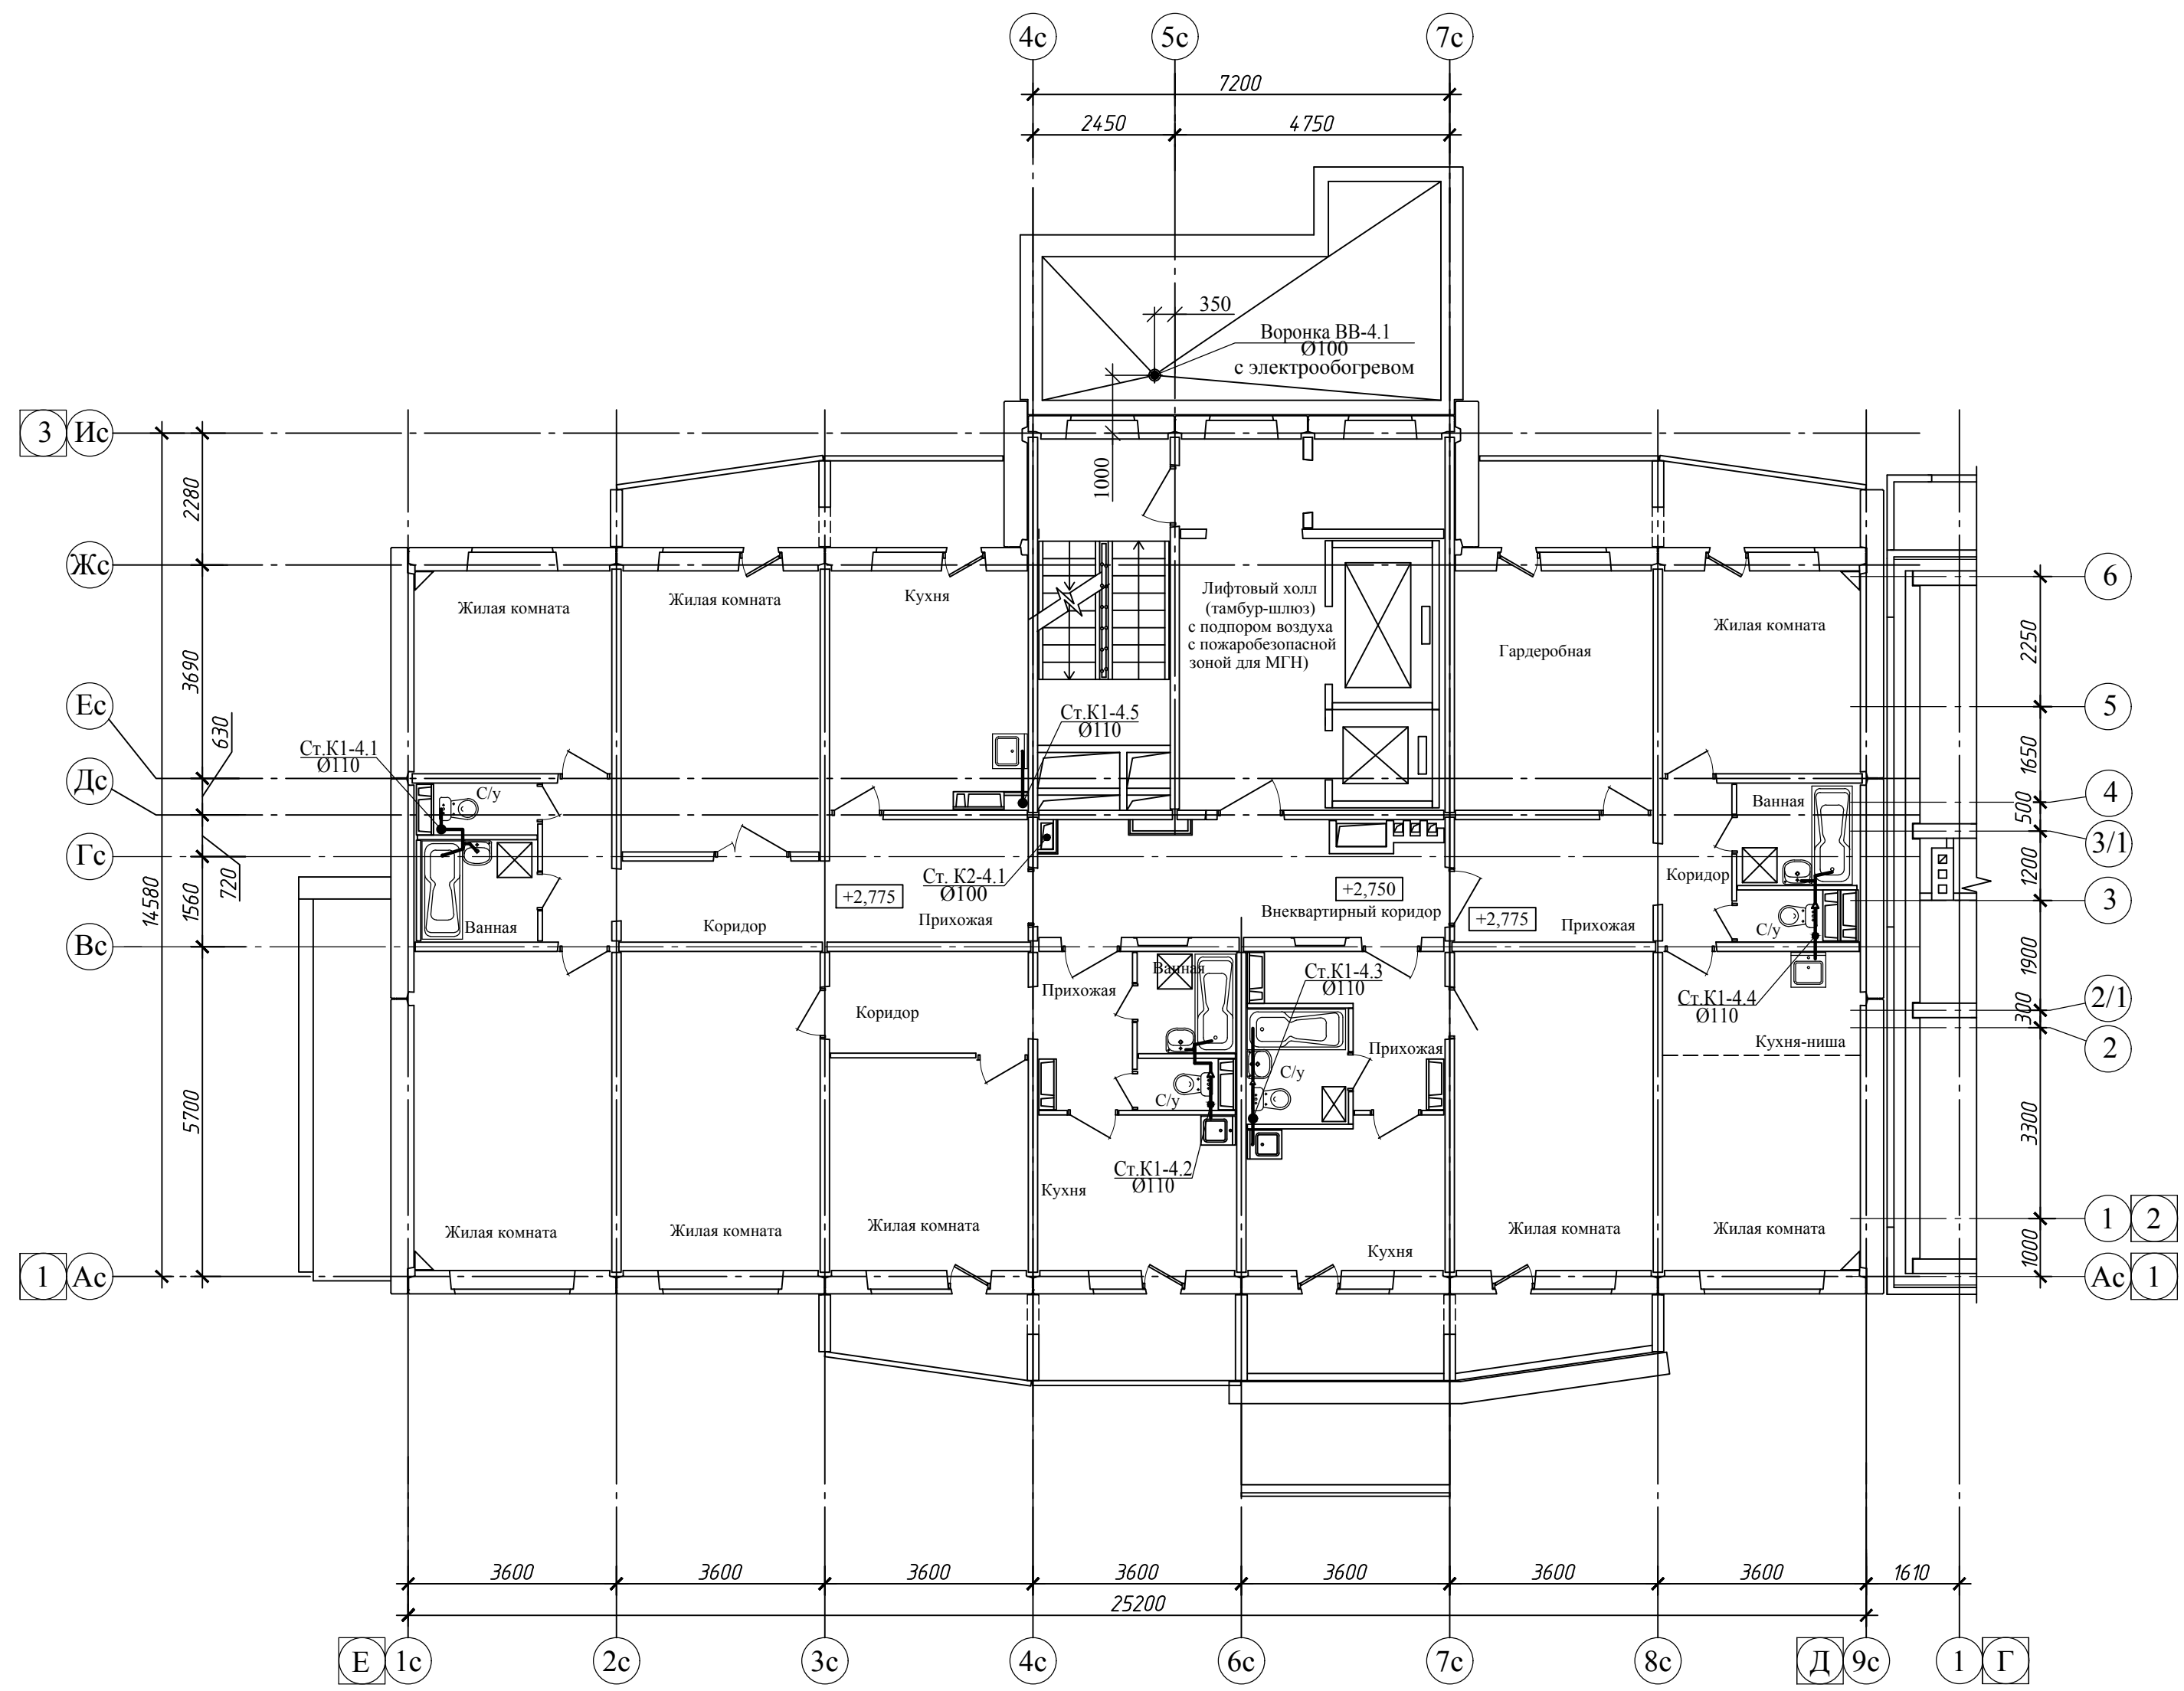 4с
5с
7с
7200
2450
4750
350
Воронка ВВ-4.1
Ø100
с электрообогревом
1000
3
Ис
Жс
Ес
Дс
Гс
Вс
1
Ас
2280
3690
630
14580
1560
720
5700
Жилая комната
Жилая комната
Кухня
Лифтовый холл
(тамбур-шлюз)
с подпором воздуха
с пожаробезопасной
зоной для МГН)
Гардеробная
Жилая комната
Ст.К1-4.5
Ø110
Ст.К1-4.1
Ø110
С/у
Ванная
Ст. К2-4.1
Ø100
+2,775
Коридор
Прихожая
+2,750
Внеквартирный коридор
+2,775
Прихожая
Коридор
Ванная
С/у
Ванная
Прихожая
Ст.К1-4.3
Ø110
Ст.К1-4.4
Ø110
Коридор
Прихожая
Кухня-ниша
С/у
С/у
Ст.К1-4.2
Ø110
Кухня
Жилая комната
Жилая комната
Жилая комната
Кухня
Жилая комната
Жилая комната
6
5
4
3/1
3
2/1
2
1
2
Ас
1
2250
1650
500
1200
1900
300
3300
1000
3600
3600
3600
3600
3600
3600
3600
1610
25200
Е
1с
2с
3с
4с
6с
7с
8с
Д
9с
1
Г